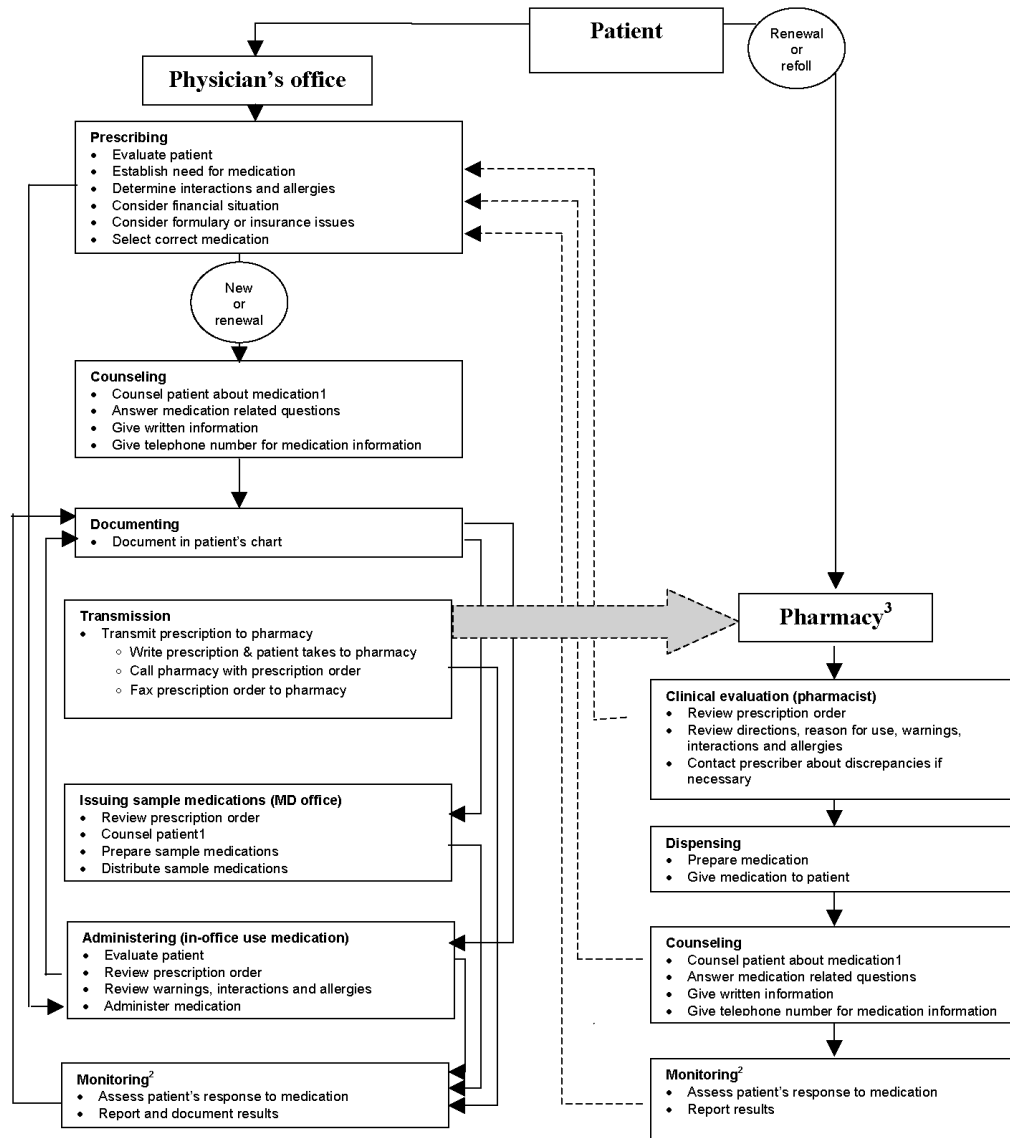 Patient
Renewal
or
refoll
Physician's office
Prescribing
• Evaluate patient
• Establish need for medication
• Determine interactions and allergies
• Consider financial situation
• Consider formulary or insurance issues
• Select correct medication
New
or
renewal
Counseling
• Counsel patient about medication1
• Answer medication related questions
• Give written information
• Give telephone number for medication information
Documenting
• Document in patient's chart
Transmission
• Transmit prescription to pharmacy
○ Write prescription & patient takes to pharmacy
○ Call pharmacy with prescription order
○ Fax prescription order to pharmacy
Issuing sample medications (MD office)
• Review prescription order
• Counsel patient1
• Prepare sample medications
• Distribute sample medications
Administering (in-office use medication)
• Evaluate patient
• Review prescription order
• Review warnings, interactions and allergies
• Administer medication
Monitoring²
• Assess patient's response to medication
• Report and document results
Pharmacy³
Clinical evaluation (pharmacist)
• Review prescription order
• Review directions, reason for use, warnings,
interactions and allergies
• Contact prescriber about discrepancies if
necessary
Dispensing
• Prepare medication
• Give medication to patient
Counseling
• Counsel patient about medication1
• Answer medication related questions
• Give written information
• Give telephone number for medication information
Monitoring²
• Assess patient's response to medication
• Report results